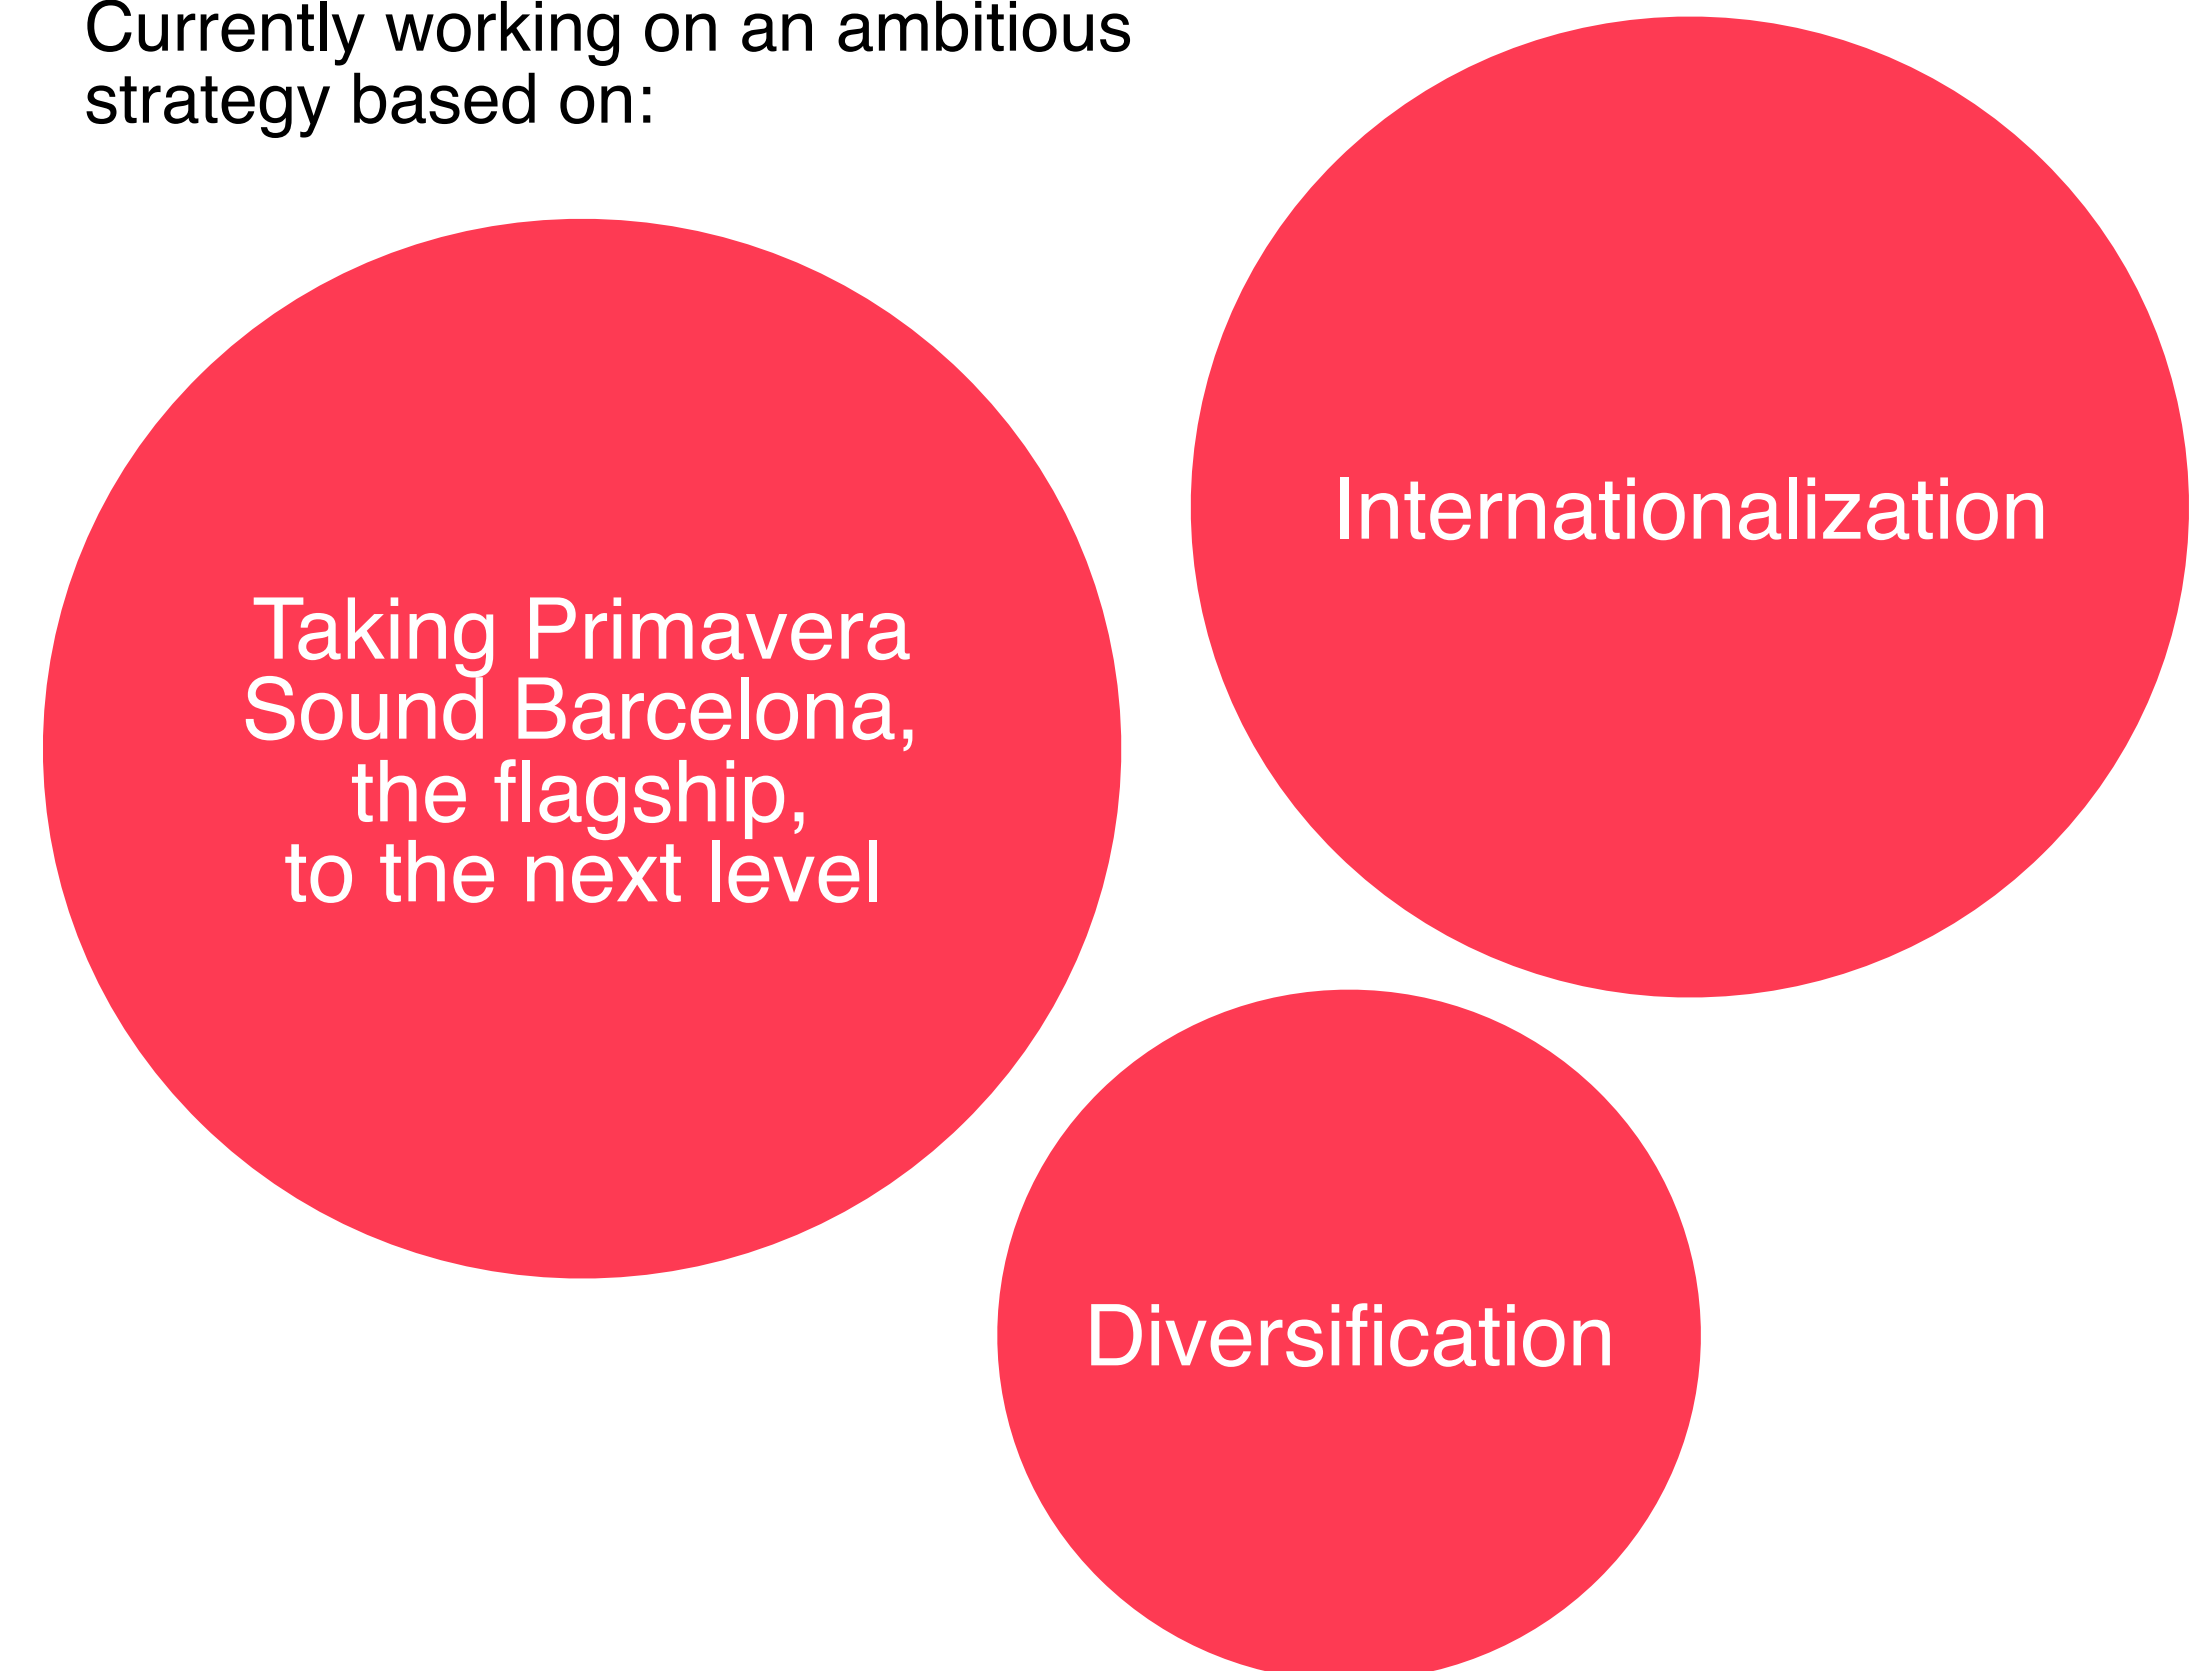 Currently working on an ambitious
strategy based on:
Taking Primavera
Sound Barcelona,
the flagship,
to the next level
Internationalization
Diversification